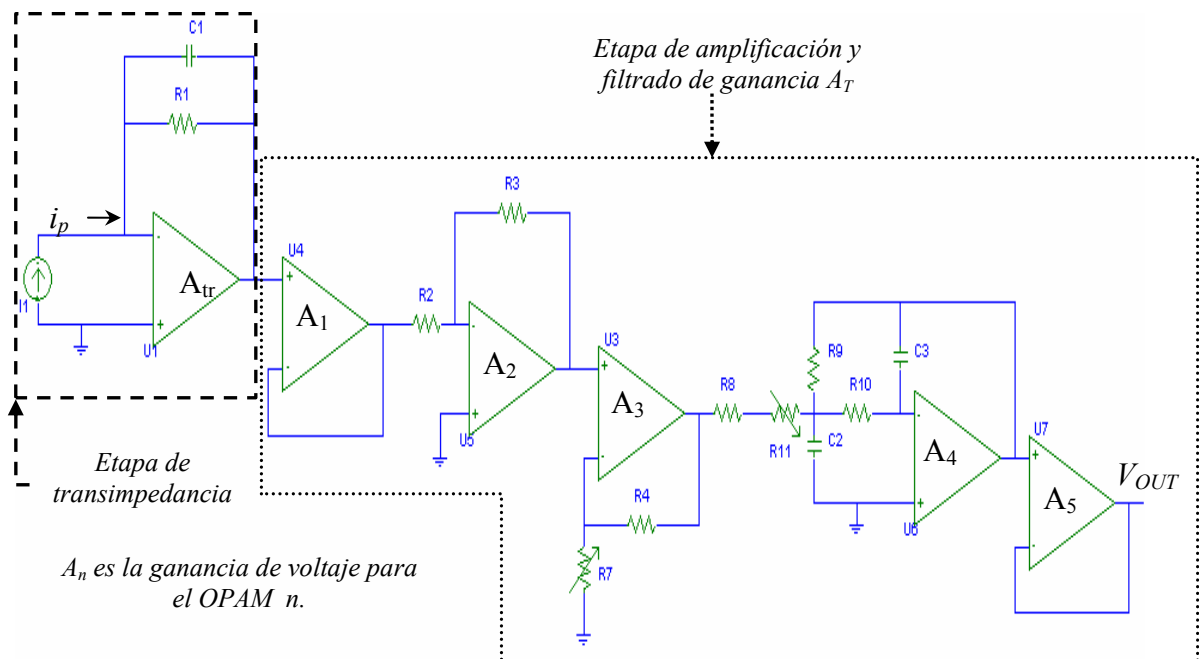 C1
R1
i_p
I1
A_tr
U1
Etapa de
transimpedancia
A_n es la ganancia de voltaje para
el OPAM n.
Etapa de amplificación y
filtrado de ganancia A_T
U4
+
-
A_1
R2
R3
-
+
A_2
U5
U3
+
-
A_3
R4
R7
R8
R11
R9
R10
C3
C2
-
+
A_4
U6
U7
+
-
A_5
V_OUT